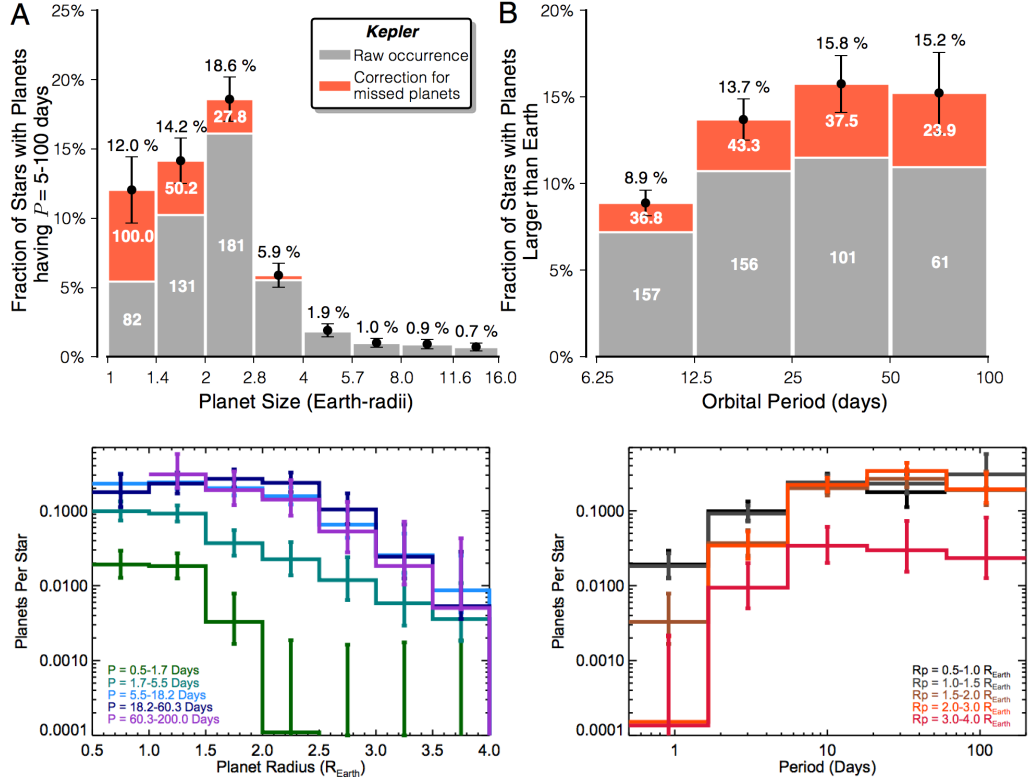 A
25%
20%
15%
10%
5%
0%
Fraction of Stars with Planets
having P = 5-100 days
Kepler
Raw occurrence
Correction for
missed planets
12.0 %
14.2 %
18.6 %
5.9 %
1.9 %
1.0 %
0.9 %
0.7 %
100.0
50.2
27.8
82
131
181
1 1.4 2 2.8 4 5.7 8.0 11.6 16.0
Planet Size (Earth-radii)
B
20%
15%
10%
5%
0%
Fraction of Stars with Planets
Larger than Earth
8.9 %
13.7 %
15.8 %
15.2 %
36.8
43.3
37.5
23.9
157
156
101
61
6.25 12.5 25 50 100
Orbital Period (days)
0.1000
0.0100
0.0010
0.0001
Planets Per Star
P = 0.5-1.7 Days
P = 1.7-5.5 Days
P = 5.5-18.2 Days
P = 18.2-60.3 Days
P = 60.3-200.0 Days
0.5 1.0 1.5 2.0 2.5 3.0 3.5 4.0
Planet Radius (REarth)
0.1000
0.0100
0.0010
0.0001
Planets Per Star
Rp = 0.5-1.0 REarth
Rp = 1.0-1.5 REarth
Rp = 1.5-2.0 REarth
Rp = 2.0-3.0 REarth
Rp = 3.0-4.0 REarth
1 10 100
Period (Days)